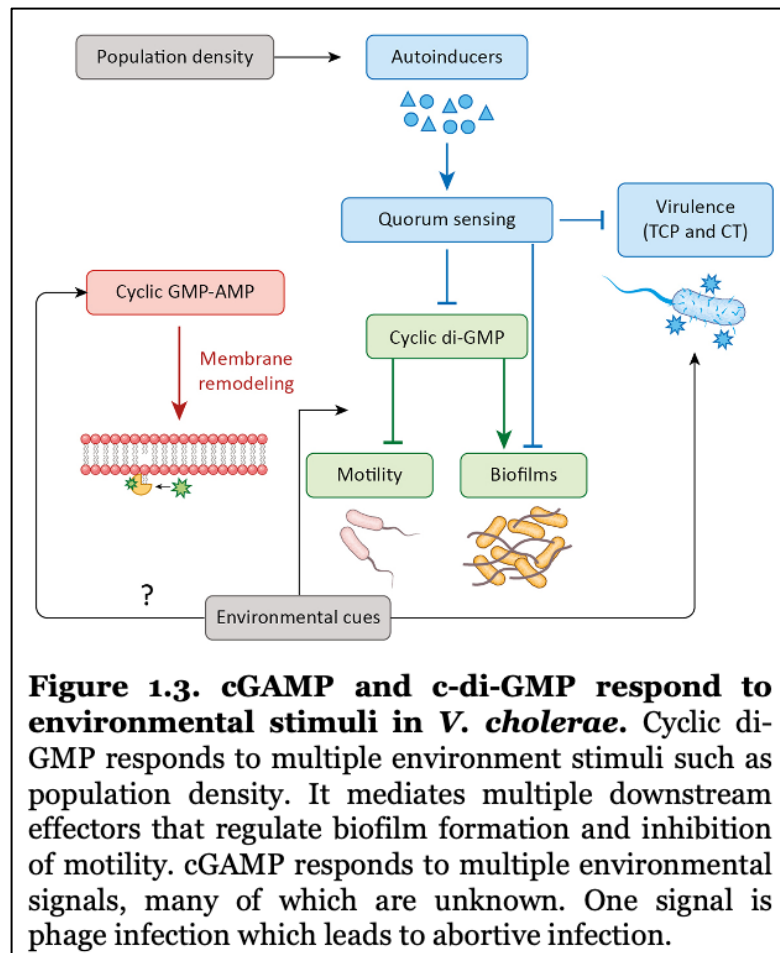 Population density
Autoinducers
Quorum sensing
Virulence
(TCP and CT)
Cyclic GMP-AMP
Cyclic di-GMP
Membrane
remodeling
Motility
Biofilms
?
Environmental cues
Figure 1.3. cGAMP and c-di-GMP respond to
environmental stimuli in V. cholerae. Cyclic di-
GMP responds to multiple environment stimuli such as
population density. It mediates multiple downstream
effectors that regulate biofilm formation and inhibition
of motility. cGAMP responds to multiple environmental
signals, many of which are unknown. One signal is
phage infection which leads to abortive infection.